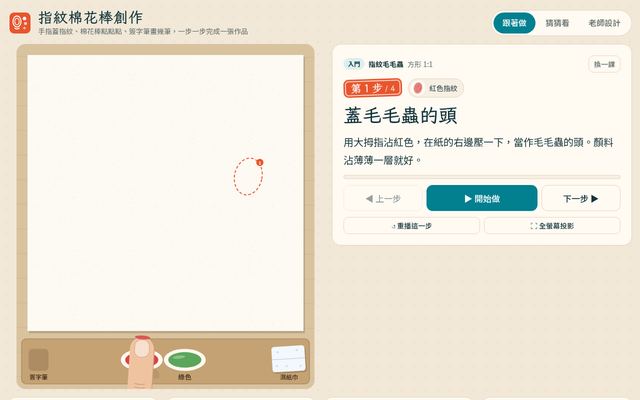 指紋棉花棒創作
手指蓋指紋、棉花棒點點點、簽字筆畫幾筆，一步一步完成一張作品
跟著做
猜猜看
老師設計
入門 指紋毛毛蟲 方形 1:1
換一課
第1步 / 4
紅色指紋
蓋毛毛蟲的頭
用大拇指沾紅色，在紙的右邊壓一下，當作毛毛蟲的頭。顏料
沾薄薄一層就好。
◀ 上一步
▶ 開始做
下一步 ▶
重播這一步
全螢幕投影
1
簽字筆
綠色
濕紙巾